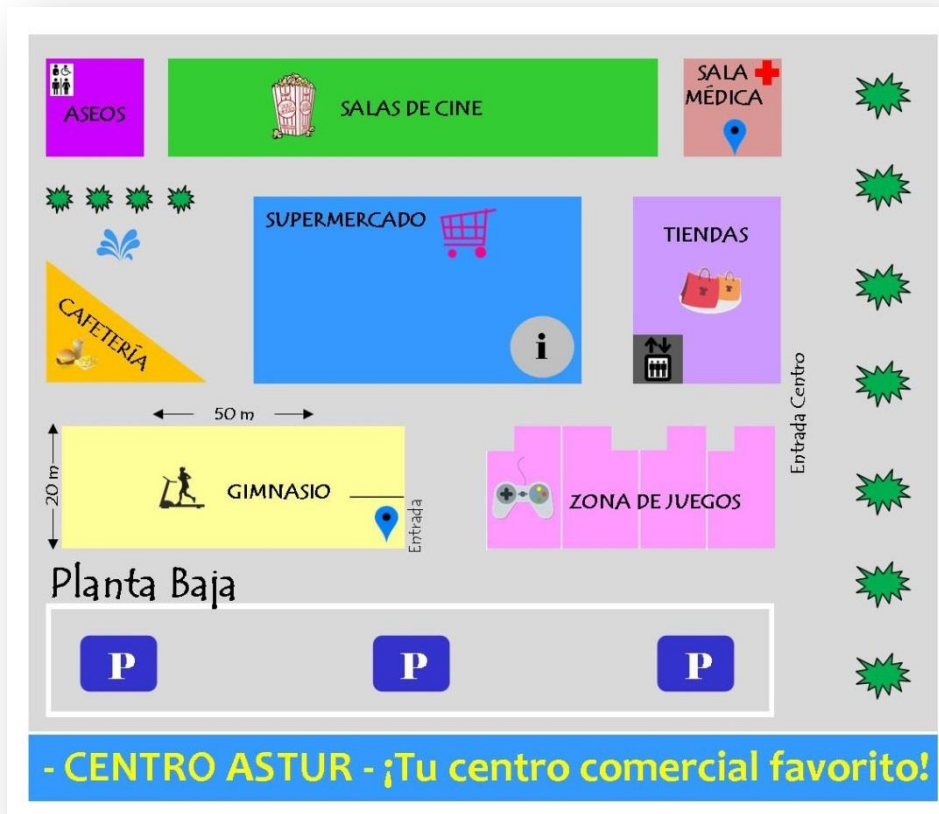 ASEOS
SALAS DE CINE
SALA
MÉDICA
SUPERMERCADO
i
TIENDAS
CAFETERÍA
Entrada Centro
50 m
20 m
GIMNASIO
Entrada
ZONA DE JUEGOS
Planta Baja
P
P
P
- CENTRO ASTUR - ¡Tu centro comercial favorito!